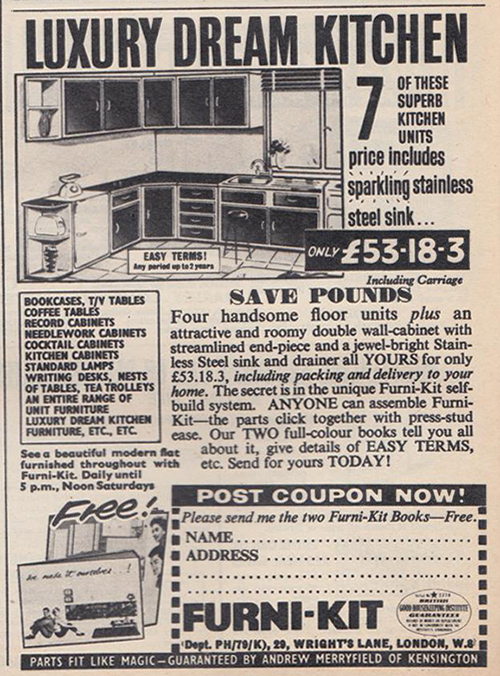 LUXURY DREAM KITCHEN
7 OF THESE
SUPERB
KITCHEN
UNITS
price includes
sparkling stainless
steel sink...
ONLY £53-18-3
Including Carriage
EASY TERMS!
Any period up to 2 years
BOOKCASES, T/V TABLES
COFFEE TABLES
RECORD CABINETS
NEEDLEWORK CABINETS
COCKTAIL CABINETS
KITCHEN CABINETS
STANDARD LAMPS
WRITING DESKS, NESTS
OF TABLES, TEA TROLLEYS
AN ENTIRE RANGE OF
UNIT FURNITURE
LUXURY DREAM KITCHEN
FURNITURE, ETC., ETC.
See a beautiful modern flat
furnished throughout with
Furni-Kit. Daily until
5 p.m., Noon Saturdays
SAVE POUNDS
Four handsome floor units plus an
attractive and roomy double wall-cabinet with
streamlined end-piece and a jewel-bright Stain-
less Steel sink and drainer all YOURS for only
£53.18.3, including packing and delivery to your
home. The secret is in the unique Furni-Kit self-
build system. ANYONE can assemble Furni-
Kit—the parts click together with press-stud
ease. Our TWO full-colour books tell you all
about it, give details of EASY TERMS,
etc. Send for yours TODAY!
Free!
we made it ourselves..!
POST COUPON NOW!
Please send me the two Furni-Kit Books—Free.
NAME
ADDRESS
FURNI-KIT
BRITISH
GOOD HOUSEKEEPING INSTITUTE
GUARANTEES
(Dept. PH/79/K), 29, WRIGHT'S LANE, LONDON, W.8
PARTS FIT LIKE MAGIC—GUARANTEED BY ANDREW MERRYFIELD OF KENSINGTON